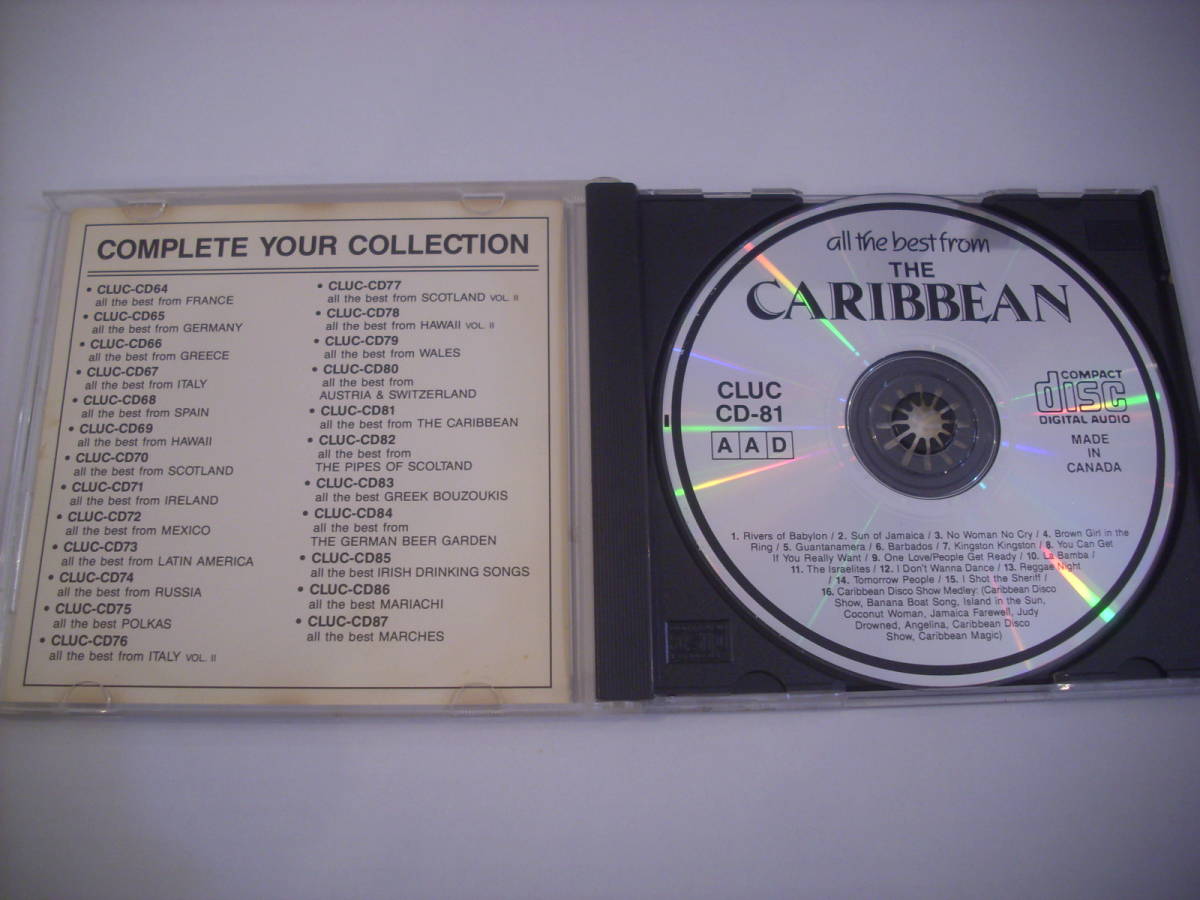 COMPLETE YOUR COLLECTION
• CLUC-CD64
all the best from FRANCE
• CLUC-CD65
all the best from GERMANY
• CLUC-CD66
all the best from GREECE
• CLUC-CD67
all the best from ITALY
• CLUC-CD68
all the best from SPAIN
• CLUC-CD69
all the best from HAWAII
• CLUC-CD70
all the best from SCOTLAND
• CLUC-CD71
all the best from IRELAND
• CLUC-CD72
all the best from MEXICO
• CLUC-CD73
all the best from LATIN AMERICA
• CLUC-CD74
all the best from RUSSIA
• CLUC-CD75
all the best POLKAS
• CLUC-CD76
all the best from ITALY VOL. II
• CLUC-CD77
all the best from SCOTLAND VOL. II
• CLUC-CD78
all the best from HAWAII VOL. II
• CLUC-CD79
all the best from WALES
• CLUC-CD80
all the best from
AUSTRIA & SWITZERLAND
• CLUC-CD81
all the best from THE CARIBBEAN
• CLUC-CD82
all the best from
THE PIPES OF SCOLTAND
• CLUC-CD83
all the best GREEK BOUZOUKIS
• CLUC-CD84
all the best from
THE GERMAN BEER GARDEN
• CLUC-CD85
all the best IRISH DRINKING SONGS
• CLUC-CD86
all the best MARIACHI
• CLUC-CD87
all the best MARCHES
all the best from
THE
CARIBBEAN
CLUC
CD-81
AAD
COMPACT
disc
DIGITAL AUDIO
MADE
IN
CANADA
1. Rivers of Babylon / 2. Sun of Jamaica / 3. No Woman No Cry / 4. Brown Girl in the
Ring / 5. Guantanamera / 6. Barbados / 7. Kingston Kingston / 8. You Can Get
If You Really Want / 9. One Love/People Get Ready / 10. La Bamba /
11. The Israelites / 12. I Don't Wanna Dance / 13. Reggae Night
/ 14. Tomorrow People / 15. I Shot the Sheriff /
16. Caribbean Disco Show Medley: (Caribbean Disco
Show, Banana Boat Song, Island in the Sun,
Coconut Woman, Jamaica Farewell, Judy
Drowned, Angelina, Caribbean Disco
Show, Caribbean Magic)